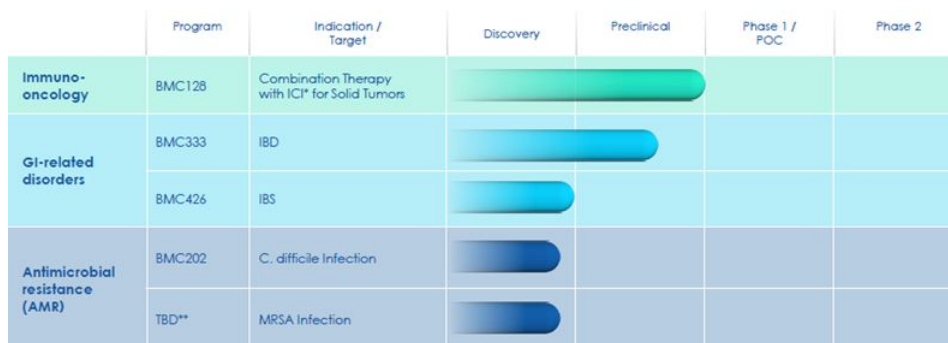 Program
Indication /
Target
Discovery
Preclinical
Phase 1 /
POC
Phase 2
Immuno-
oncology
BMC128
Combination Therapy
with ICI* for Solid Tumors
GI-related
disorders
BMC333
IBD
BMC426
IBS
Antimicrobial
resistance
(AMR)
BMC202
C. difficile Infection
TBD**
MRSA Infection